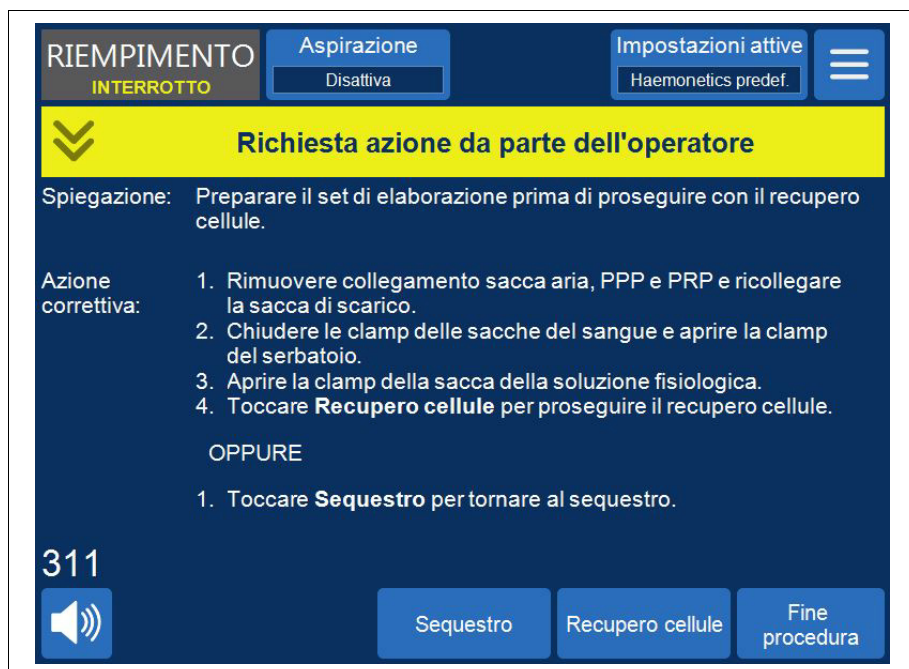 RIEMPIMENTO
INTERROTTO
Aspirazione
Disattiva
Impostazioni attive
Haemonetics predef.
Richiesta azione da parte dell'operatore
Spiegazione: Preparare il set di elaborazione prima di proseguire con il recupero
cellule.
Azione
correttiva:
1. Rimuovere collegamento sacca aria, PPP e PRP e ricollegare
la sacca di scarico.
2. Chiudere le clamp delle sacche del sangue e aprire la clamp
del serbatoio.
3. Aprire la clamp della sacca della soluzione fisiologica.
4. Toccare Recupero cellule per proseguire il recupero cellule.
OPPURE
1. Toccare Sequestro per tornare al sequestro.
311
Sequestro
Recupero cellule
Fine
procedura